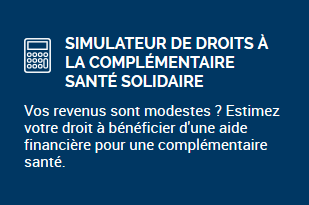 SIMULATEUR DE DROITS À
LA COMPLÉMENTAIRE
SANTÉ SOLIDAIRE
Vos revenus sont modestes ? Estimez
votre droit à bénéficier d'une aide
financière pour une complémentaire
santé.